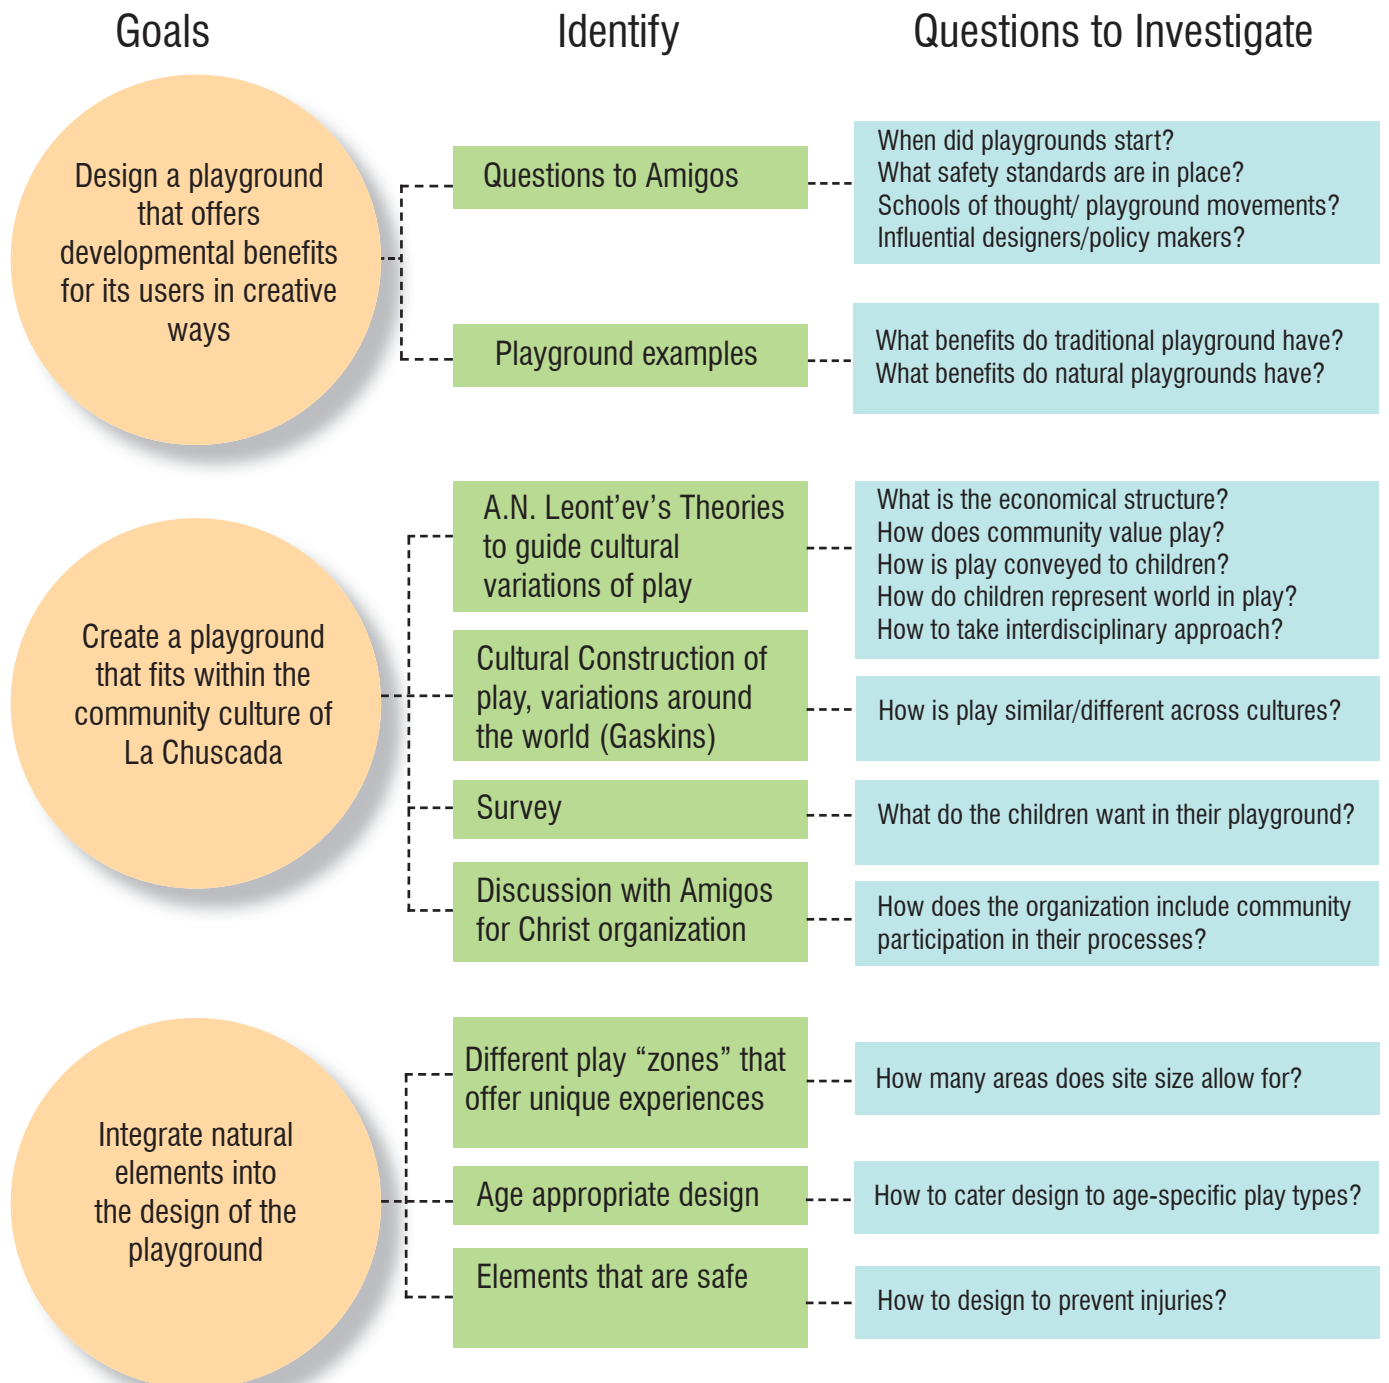 Goals
Identify
Questions to Investigate
Design a playground
that offers
developmental benefits
for its users in creative
ways
Questions to Amigos
When did playgrounds start?
What safety standards are in place?
Schools of thought/ playground movements?
Influential designers/policy makers?
Playground examples
What benefits do traditional playground have?
What benefits do natural playgrounds have?
Create a playground
that fits within the
community culture of
La Chuscada
A.N. Leont’ev’s Theories
to guide cultural
variations of play
What is the economical structure?
How does community value play?
How is play conveyed to children?
How do children represent world in play?
How to take interdisciplinary approach?
Cultural Construction of
play, variations around
the world (Gaskins)
How is play similar/different across cultures?
Survey
What do the children want in their playground?
Discussion with Amigos
for Christ organization
How does the organization include community
participation in their processes?
Integrate natural
elements into
the design of the
playground
Different play “zones” that
offer unique experiences
How many areas does site size allow for?
Age appropriate design
How to cater design to age-specific play types?
Elements that are safe
How to design to prevent injuries?